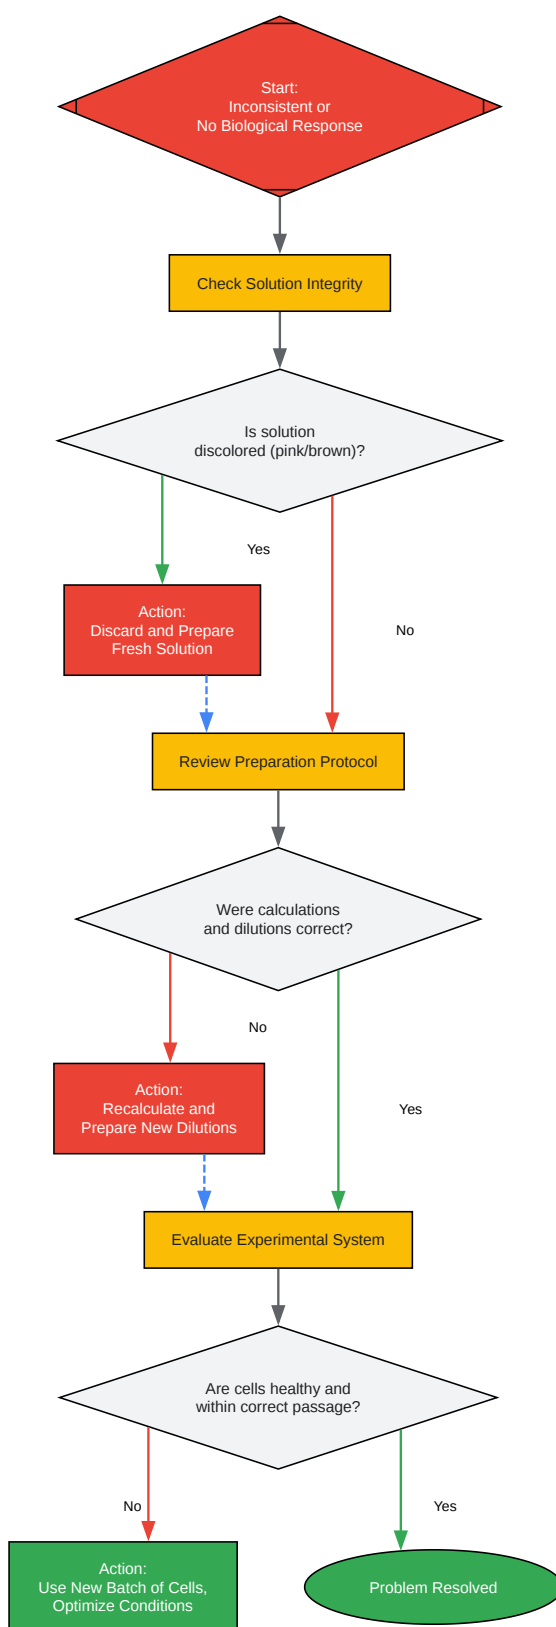 Start:
Inconsistent or
No Biological Response
Check Solution Integrity
Is solution
discolored (pink/brown)?
Yes
Action:
Discard and Prepare
Fresh Solution
No
Review Preparation Protocol
Were calculations
and dilutions correct?
No
Action:
Recalculate and
Prepare New Dilutions
Yes
Evaluate Experimental System
Are cells healthy and
within correct passage?
No
Yes
Action:
Use New Batch of Cells,
Optimize Conditions
Problem Resolved